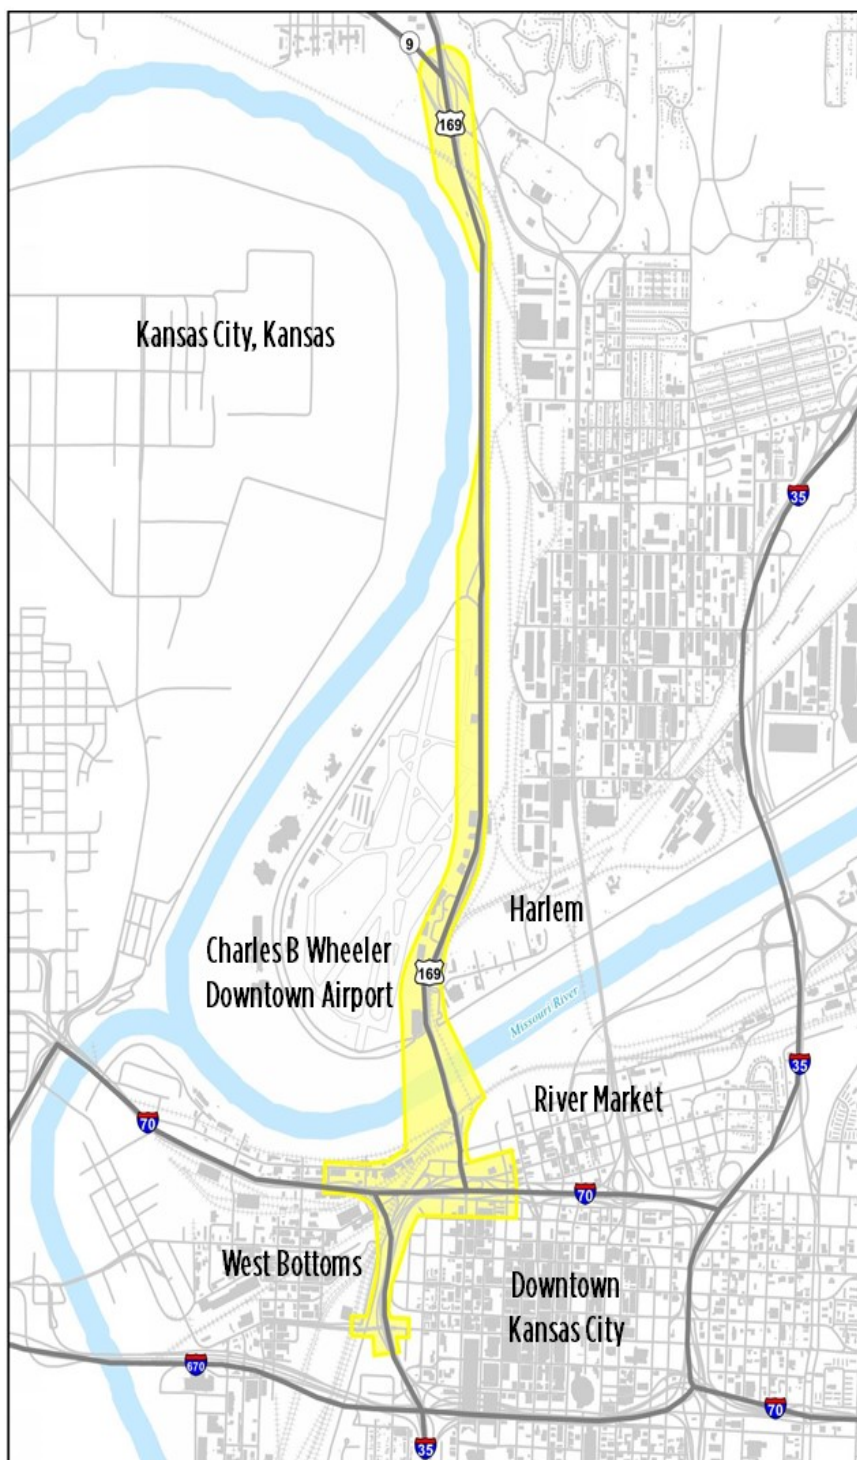 9
169
Kansas City, Kansas
35
Harlem
Charles B Wheeler
Downtown Airport
169
Missouri River
35
River Market
70
70
West Bottoms
Downtown
Kansas City
670
70
35